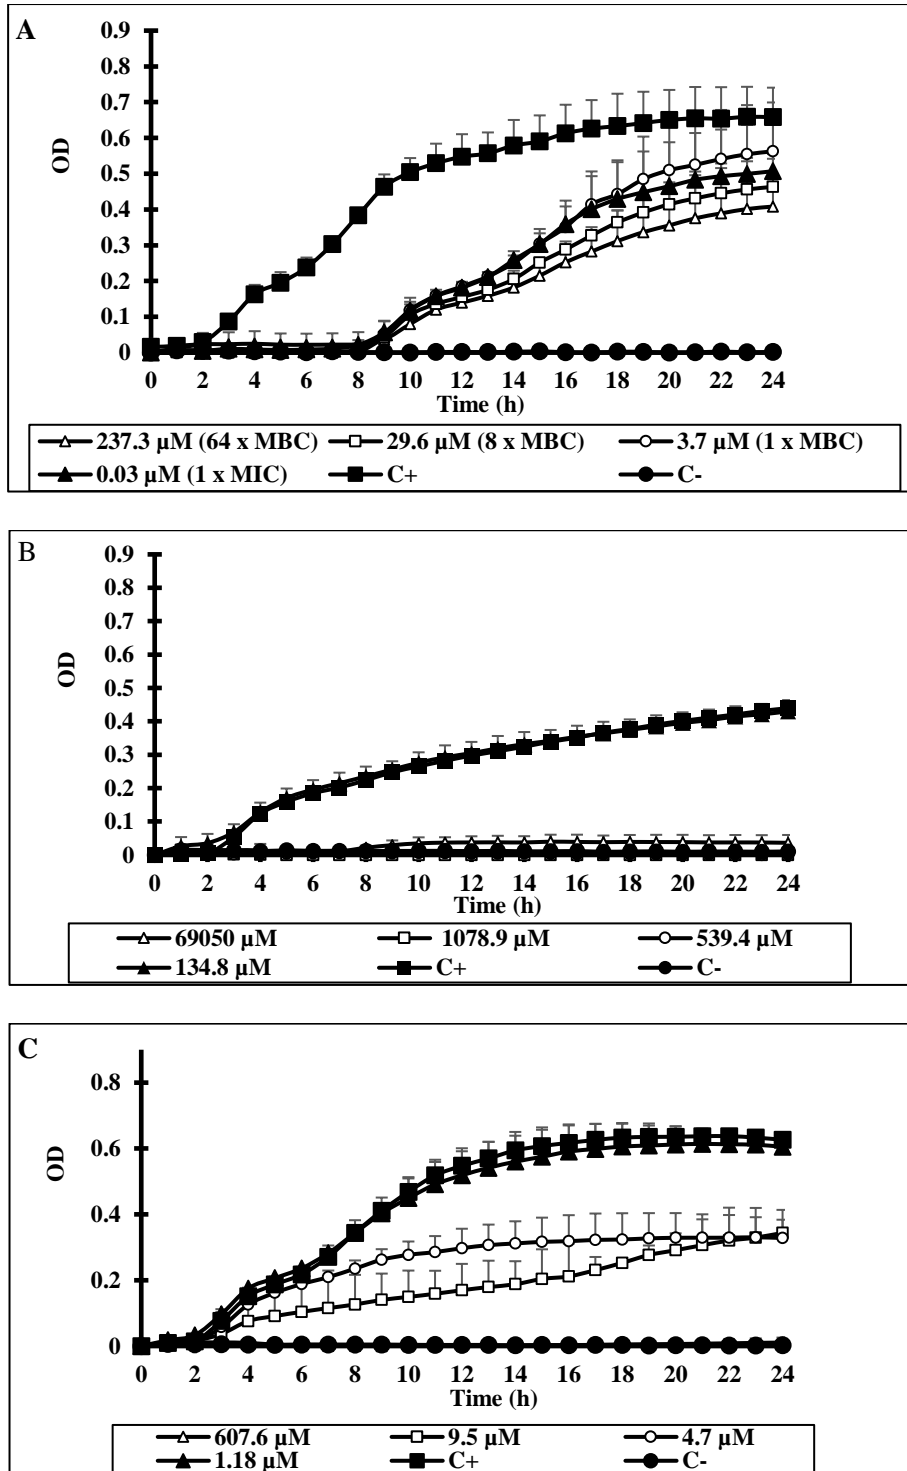 A
0.9
0.8
0.7
0.6
0.5
0.4
0.3
0.2
0.1
0
OD
0 2 4 6 8 10 12 14 16 18 20 22 24
Time (h)
237.3 µM (64 x MBC) 29.6 µM (8 x MBC) 3.7 µM (1 x MBC)
0.03 µM (1 x MIC) C+ C-
B
0.9
0.8
0.7
0.6
0.5
0.4
0.3
0.2
0.1
0
OD
0 2 4 6 8 10 12 14 16 18 20 22 24
Time (h)
69050 µM 1078.9 µM 539.4 µM
134.8 µM C+ C-
C
0.8
0.6
0.4
0.2
0
OD
0 2 4 6 8 10 12 14 16 18 20 22 24
Time (h)
607.6 µM 9.5 µM 4.7 µM
1.18 µM C+ C-